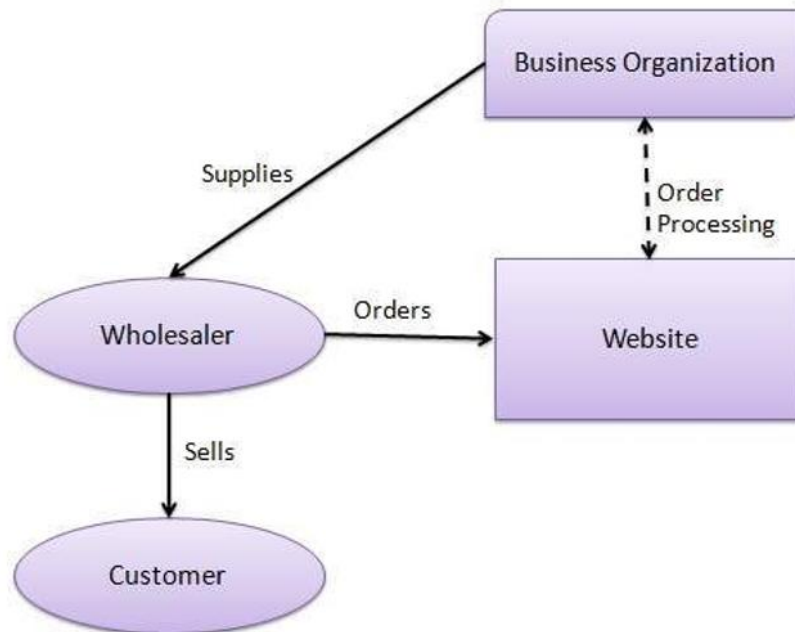 Business Organization
Supplies
Order
Processing
Wholesaler
Orders
Website
Sells
Customer